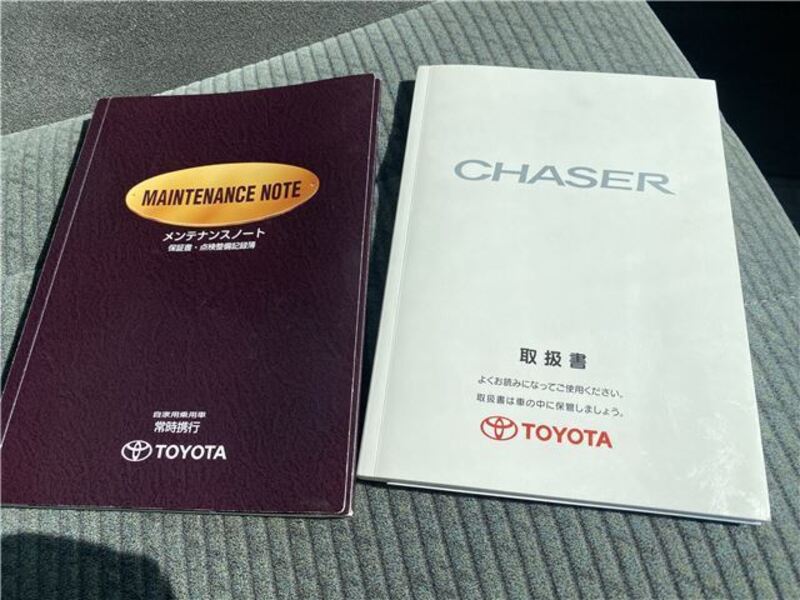 MAINTENANCE NOTE
メンテナンスノート
保証書・点検整備記録簿
自家用乗用車
常時携行
TOYOTA
CHASER
取扱書
よくお読みになってご使用ください。
取扱書は車の中に保管しましょう。
TOYOTA